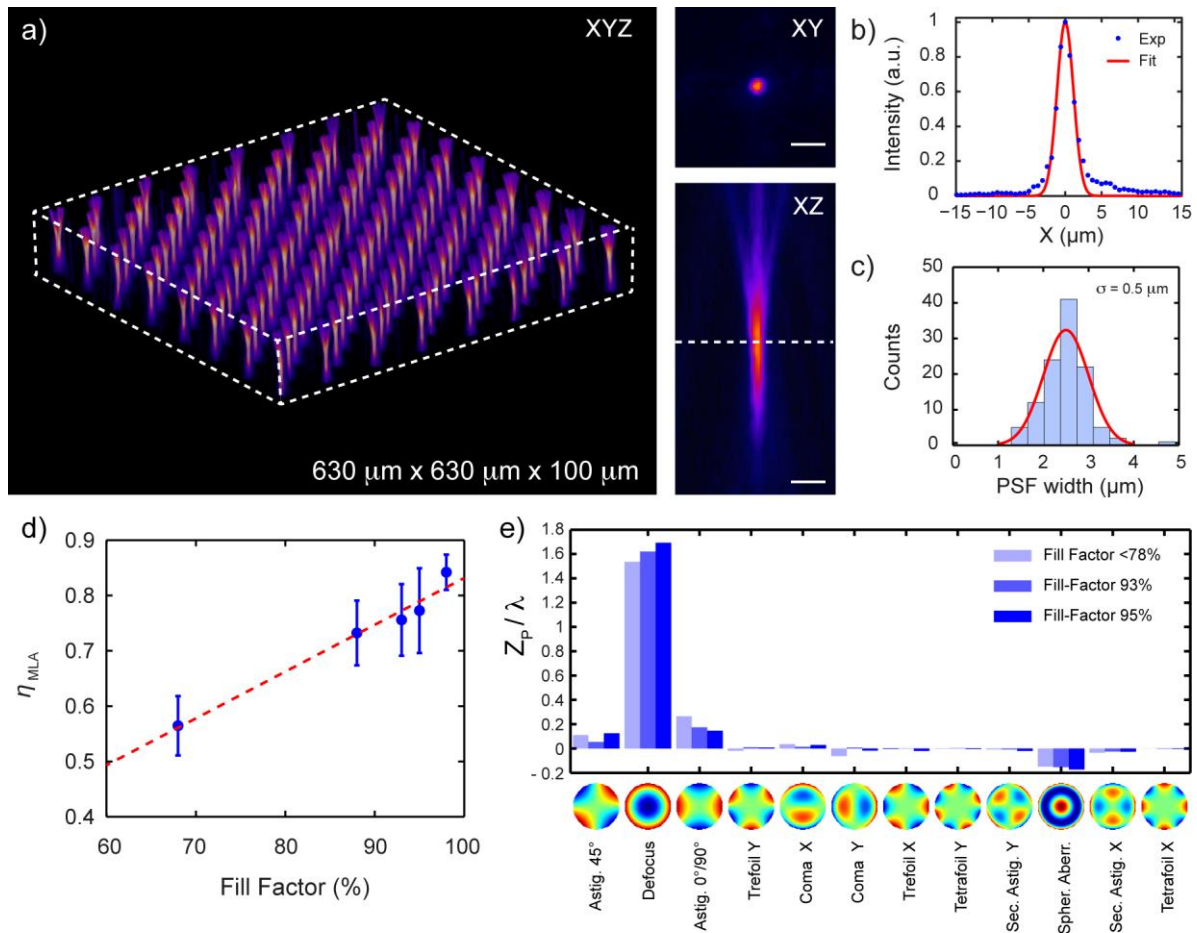 a)
XYZ
630 μm x 630 μm x 100 μm
XY
XZ
b)
Intensity (a.u.)
1
0.8
0.6
0.4
0.2
0
Exp
Fit
−15 −10 −5 0 5 10 15
X (μm)
c)
Counts
50
40
30
20
10
0
σ = 0.5 μm
0 1 2 3 4 5
PSF width (μm)
d)
η MLA
0.9
0.8
0.7
0.6
0.5
0.4
60 70 80 90 100
Fill Factor (%)
e)
Z P / λ
1.8
1.6
1.4
1.2
1.0
0.8
0.6
0.4
0.2
0
- 0.2
Fill Factor <78%
Fill-Factor 93%
Fill-Factor 95%
Astig. 45°
Defocus
Astig. 0°/90°
Trefoil Y
Coma X
Coma Y
Trefoil X
Tetrafoil Y
Sec. Astig. Y
Spher. Aberr.
Sec. Astig. X
Tetrafoil X